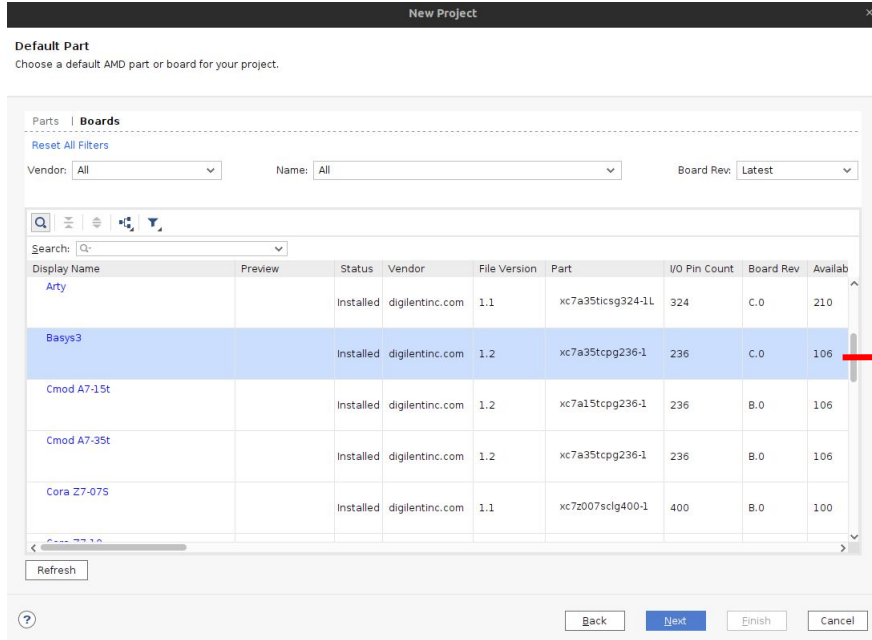 New Project
Default Part
Choose a default AMD part or board for your project.
Parts | Boards
Reset All Filters
Vendor: All Name: All Board Rev: Latest
Search: Q-
Display Name Preview Status Vendor File Version Part I/O Pin Count Board Rev Availab
Arty Installed digilentinc.com 1.1 xc7a35ticsg324-1L 324 C.0 210
Basys3 Installed digilentinc.com 1.2 xc7a35tcpg236-1 236 C.0 106
Cmod A7-15t Installed digilentinc.com 1.2 xc7a15tcpg236-1 236 B.0 106
Cmod A7-35t Installed digilentinc.com 1.2 xc7a35tcpg236-1 236 B.0 106
Cora Z7-07S Installed digilentinc.com 1.1 xc7z007sclg400-1 400 B.0 100
Refresh
? Back Next Finish Cancel